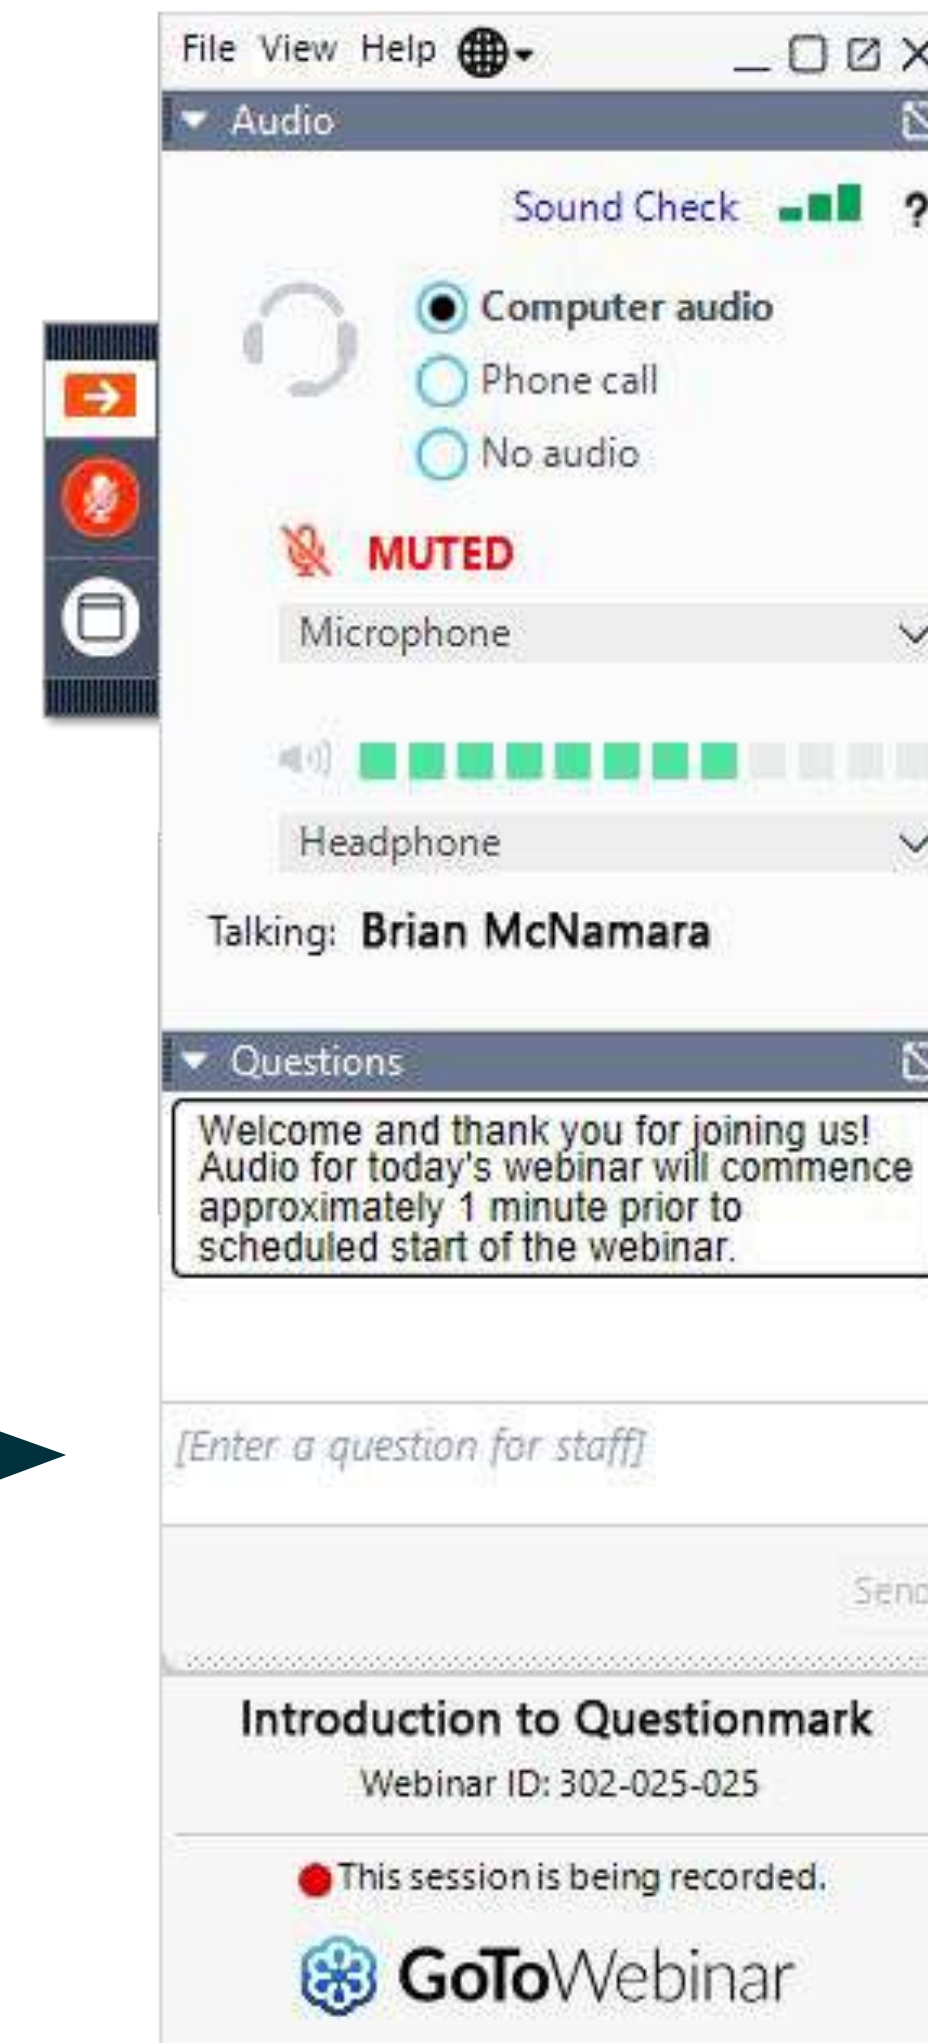 File View Help
Audio
Sound Check ?
Computer audio
Phone call
No audio
MUTED
Microphone
Headphone
Talking: Brian McNamara
Questions
Welcome and thank you for joining us!
Audio for today's webinar will commence
approximately 1 minute prior to
scheduled start of the webinar.
[Enter a question for staff]
Send
Introduction to Questionmark
Webinar ID: 302-025-025
This session is being recorded.
GoToWebinar